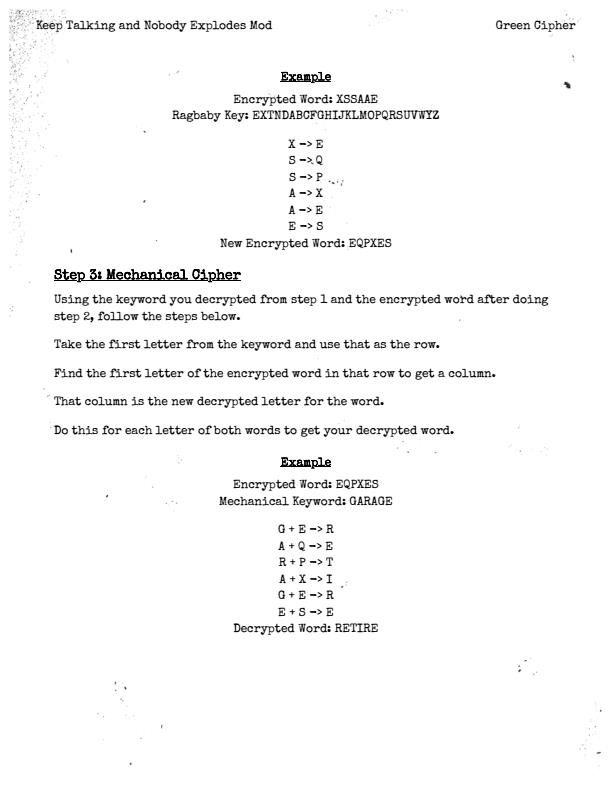 Keep Talking and Nobody Explodes Mod
Green Cipher
Example
Encrypted Word: XSSAAE
Ragbaby Key: EXTNDABCFGHIJKLMOPQRSUVWYZ
X -> E
S -> Q
S -> P
A -> X
A -> E
E -> S
New Encrypted Word: EQPXES
Step 3: Mechanical Cipher
Using the keyword you decrypted from step 1 and the encrypted word after doing
step 2, follow the steps below.
Take the first letter from the keyword and use that as the row.
Find the first letter of the encrypted word in that row to get a column.
That column is the new decrypted letter for the word.
Do this for each letter of both words to get your decrypted word.
Example
Encrypted Word: EQPXES
Mechanical Keyword: GARAGE
G + E -> R
A + Q -> E
R + P -> T
A + X -> I
G + E -> R
E + S -> E
Decrypted Word: RETIRE